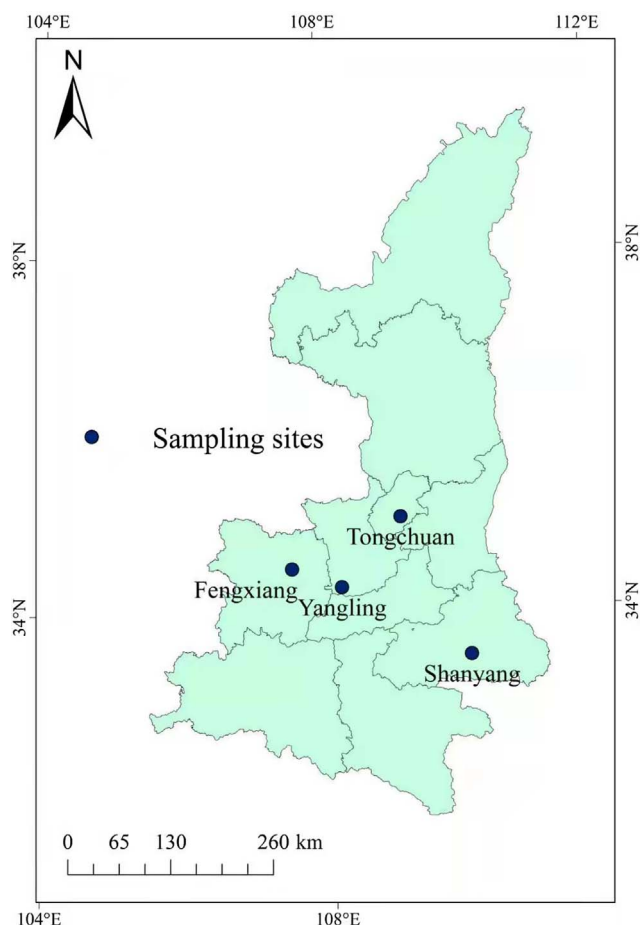 104°E 108°E 112°E
N
38°N 38°N
Sampling sites
Tongchuan
Fengxiang
Yangling
34°N 34°N
Shanyang
0 65 130 260 km
104°E 108°E